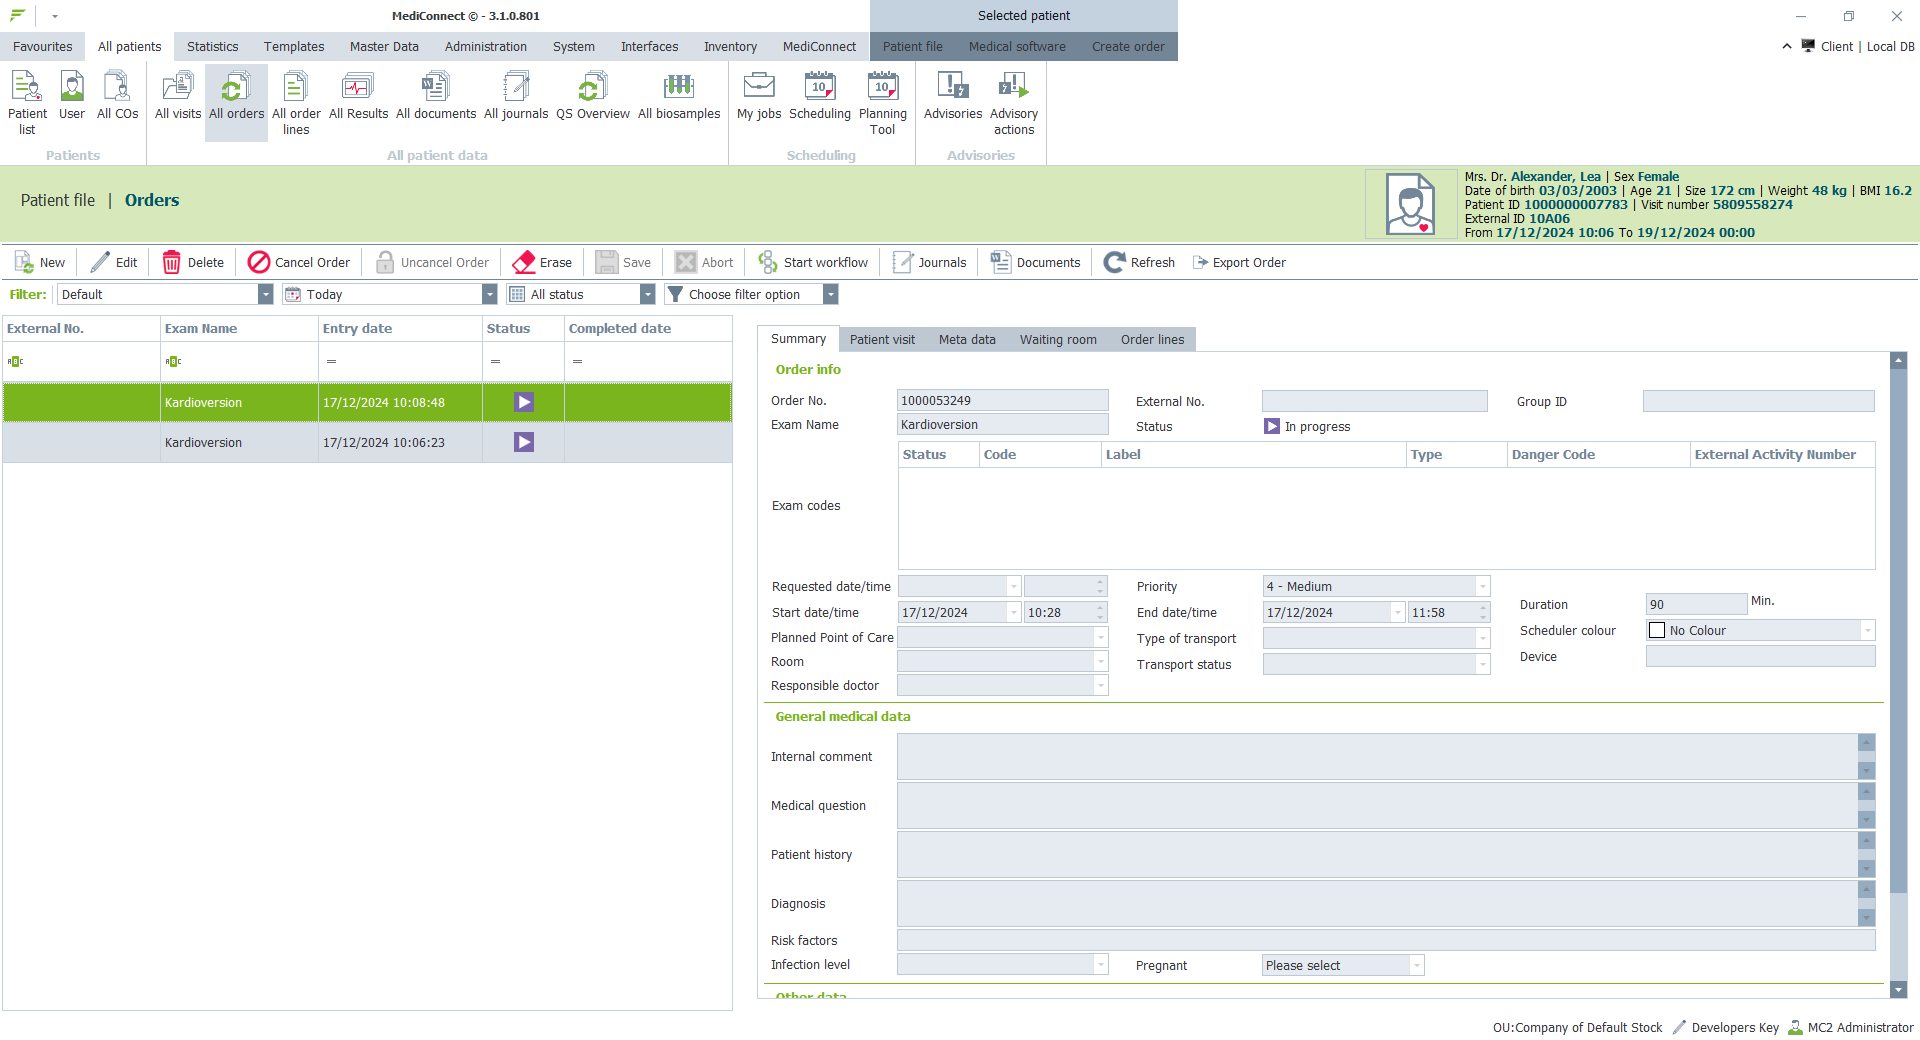 MediConnect © - 3.1.0.801
Selected patient
Favourites All patients Statistics Templates Master Data Administration System Interfaces Inventory MediConnect Patient file Medical software Create order
Client | Local DB
Patient list
User
All COs
All visits
All orders
All order lines
All Results
All documents
All journals
QS Overview
All biosamples
My jobs
10
Scheduling
10
Planning Tool
Advisories
Advisory actions
Patients
All patient data
Scheduling
Advisories
Patient file | Orders
Mrs. Dr. Alexander, Lea | Sex Female
Date of birth 03/03/2003 | Age 21 | Size 172 cm | Weight 48 kg | BMI 16.2
Patient ID 1000000007783 | Visit number 5809558274
External ID 10A06
From 17/12/2024 10:06 To 19/12/2024 00:00
New Edit Delete Cancel Order Uncancel Order Erase Save Abort Start workflow Journals Documents Refresh Export Order
Filter: Default Today All status Choose filter option
External No. Exam Name Entry date Status Completed date
ABC ABC = = =
Kardioversion 17/12/2024 10:08:48
Kardioversion 17/12/2024 10:06:23
Summary Patient visit Meta data Waiting room Order lines
Order info
Order No. 1000053249 External No. Group ID
Exam Name Kardioversion Status In progress
Status Code Label Type Danger Code External Activity Number
Exam codes
Requested date/time Priority 4 - Medium
Start date/time 17/12/2024 10:28 End date/time 17/12/2024 11:58 Duration 90 Min.
Planned Point of Care Type of transport Scheduler colour No Colour
Room Transport status Device
Responsible doctor
General medical data
Internal comment
Medical question
Patient history
Diagnosis
Risk factors
Infection level Pregnant Please select
Other data
OU:Company of Default Stock Developers Key MC2 Administrator